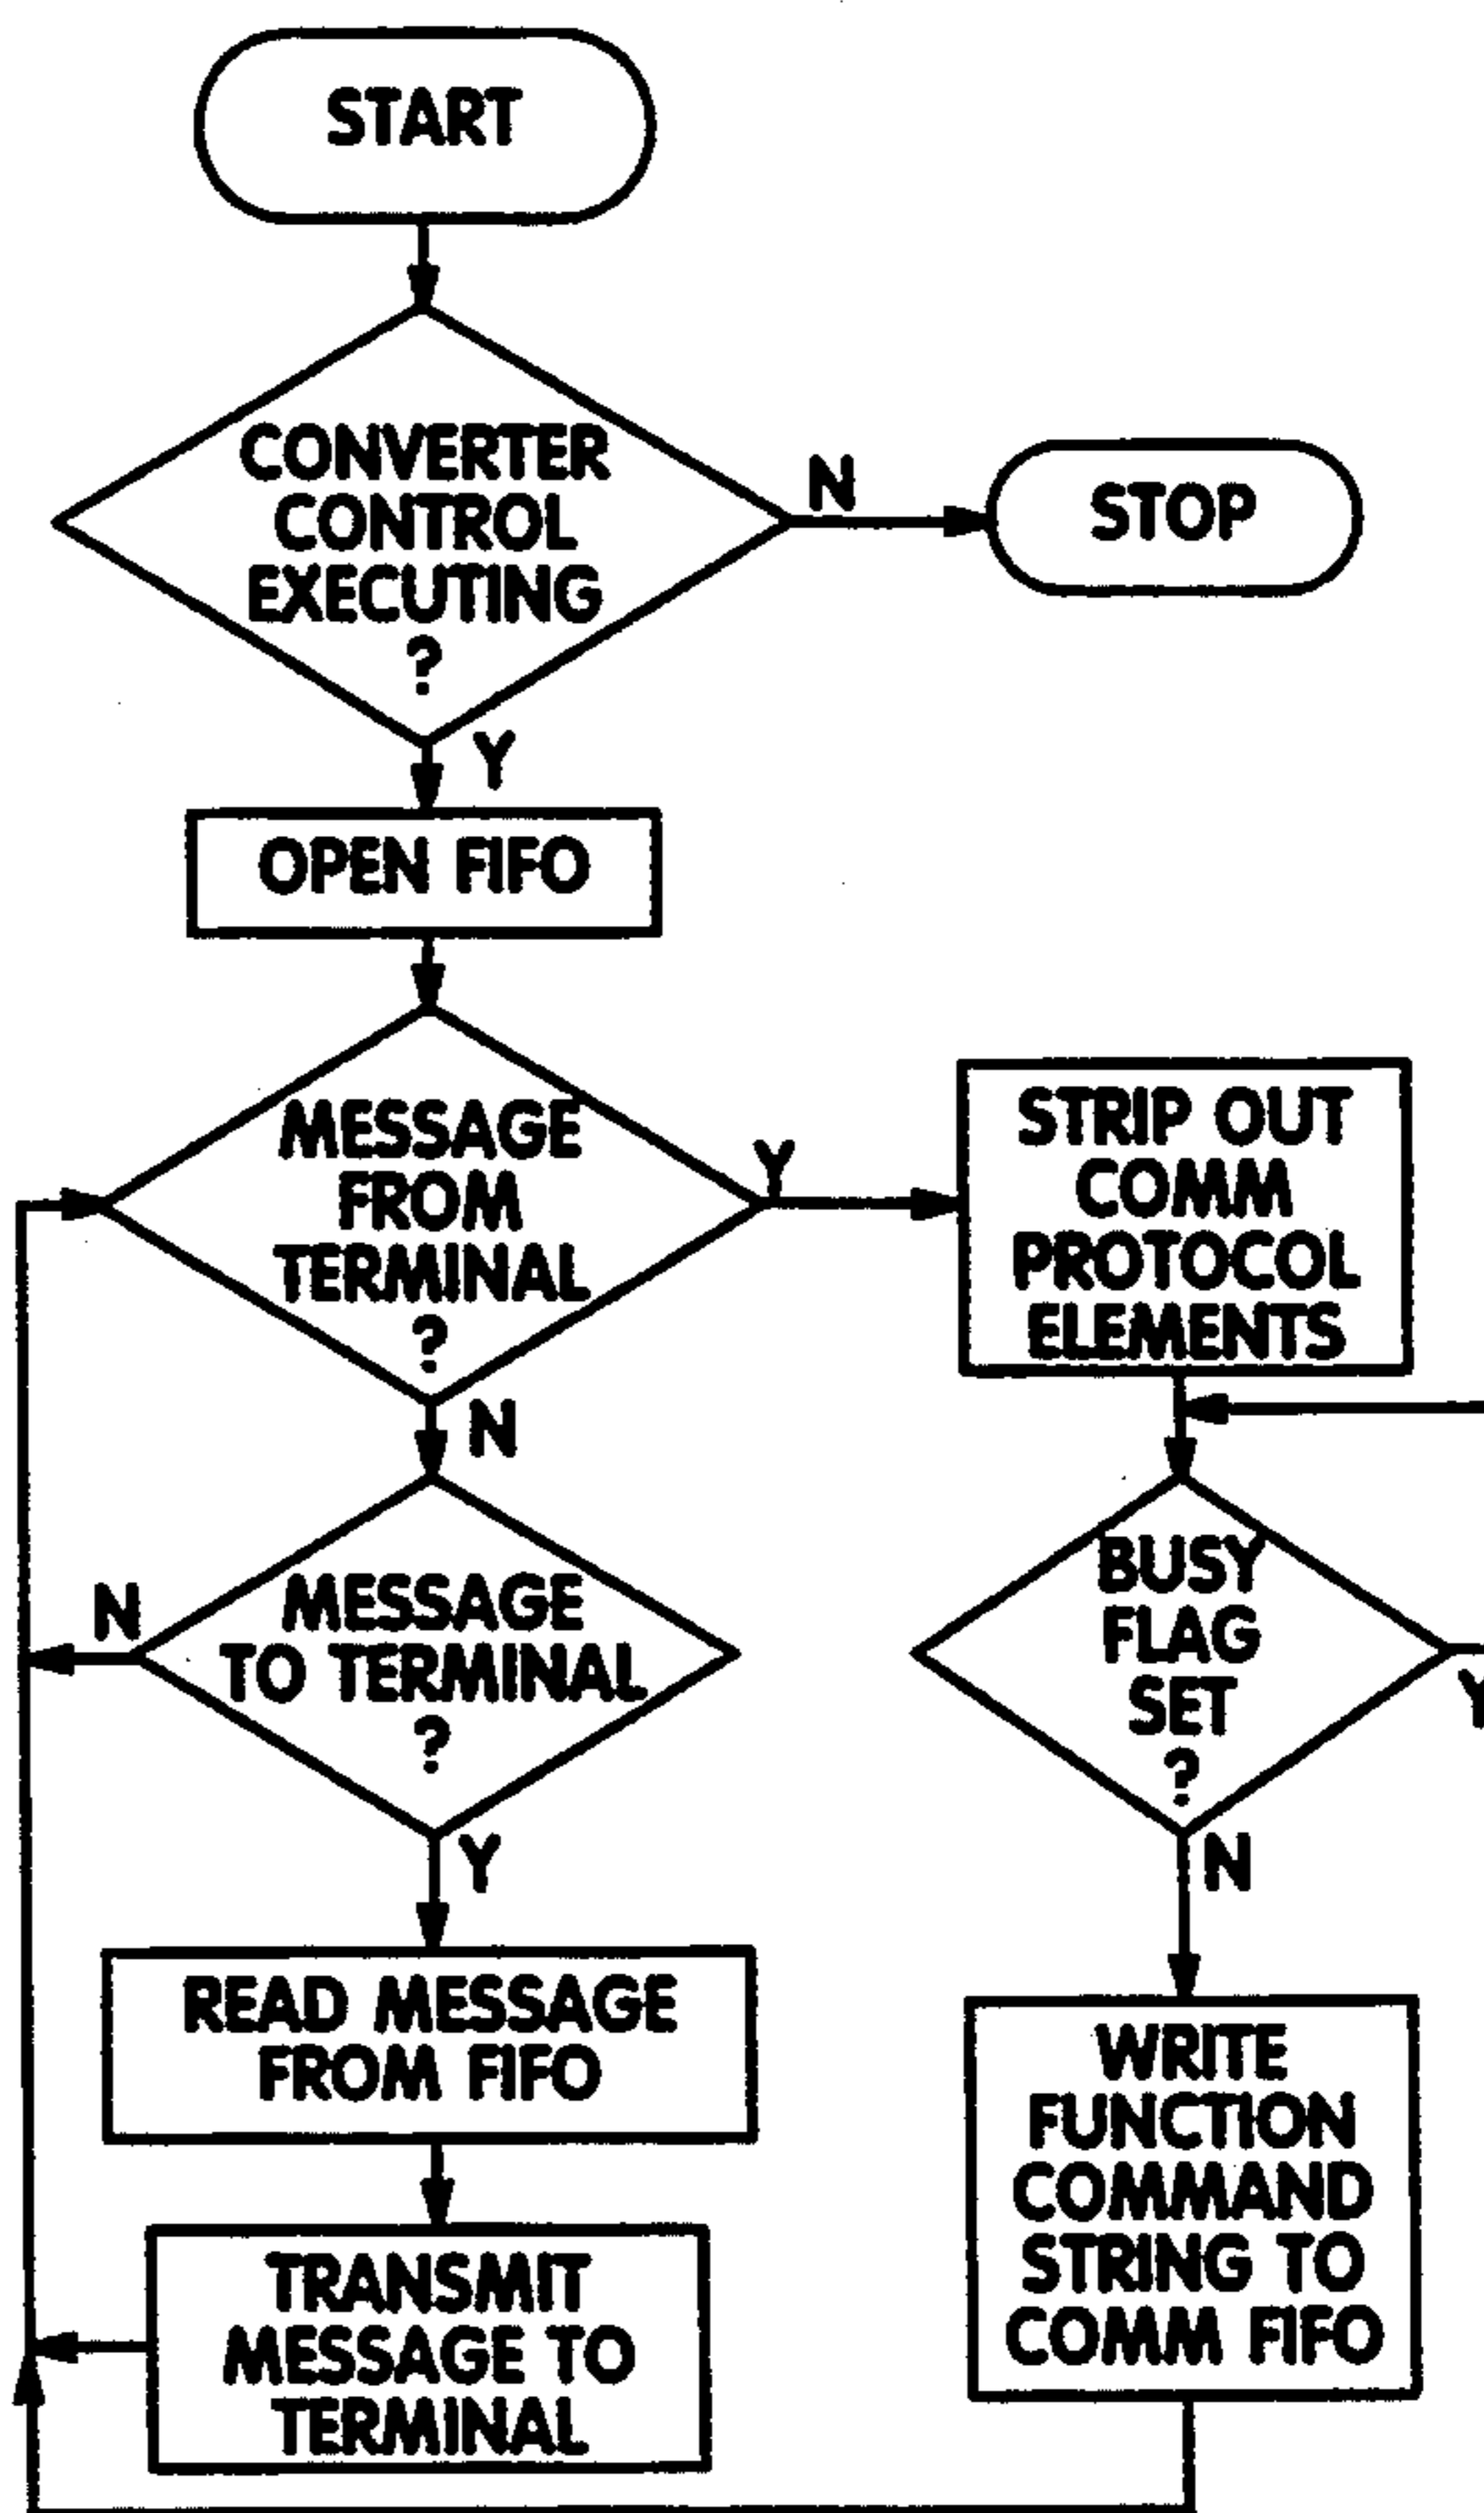 START
CONVERTER
CONTROL
EXECUTING
?
N
STOP
Y
OPEN FIFO
MESSAGE
FROM
TERMINAL
?
Y
STRIP OUT
COMM
PROTOCOL
ELEMENTS
N
MESSAGE
TO TERMINAL
?
N
BUSY
FLAG
SET
?
Y
Y
N
READ MESSAGE
FROM FIFO
WRITE
FUNCTION
COMMAND
STRING TO
COMM FIFO
TRANSMIT
MESSAGE TO
TERMINAL